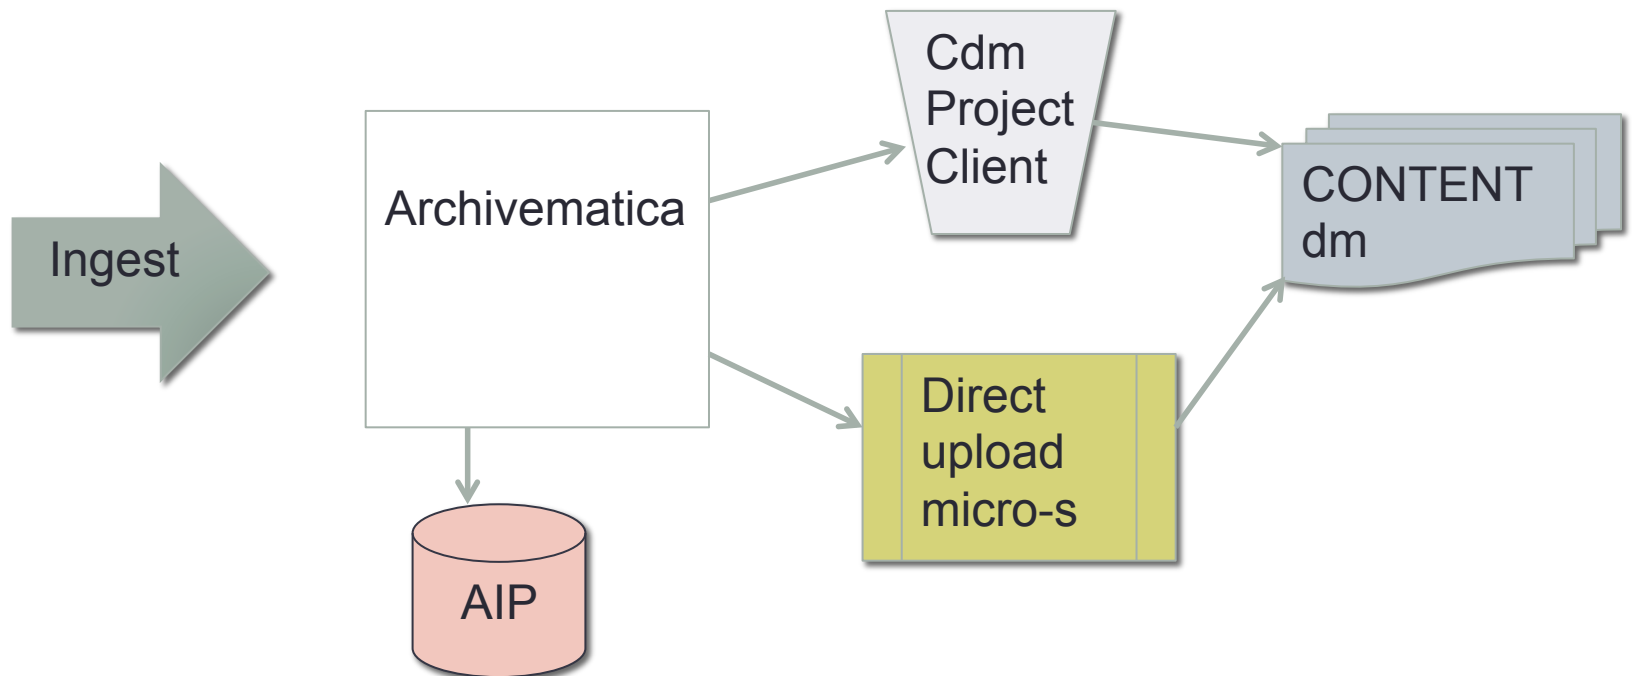 Ingest
Archivematica
AIP
Cdm
Project
Client
Direct
upload
micro-s
CONTENT
dm